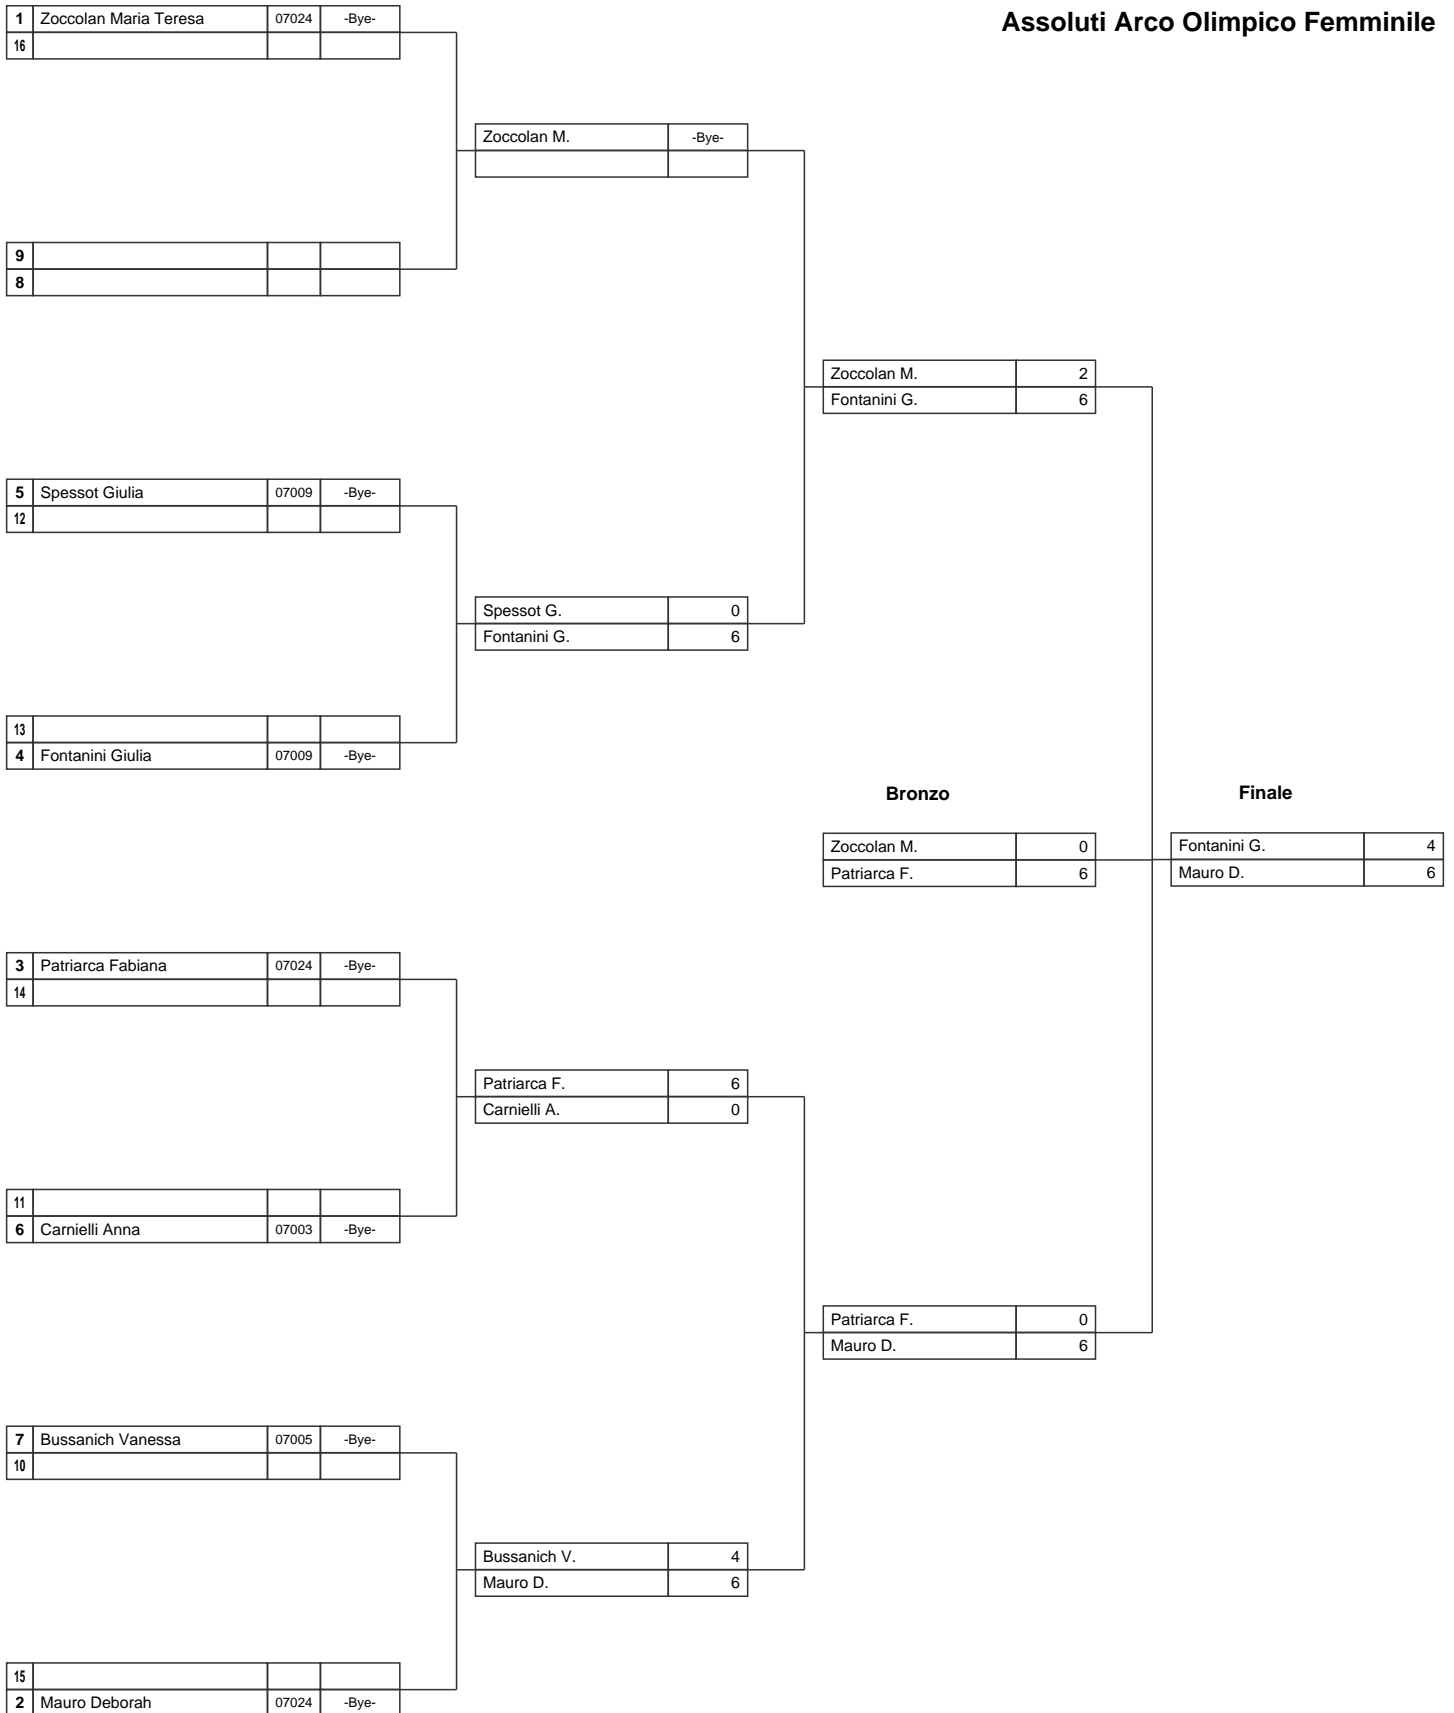 Assoluti Arco Olimpico Femminile
1 Zoccolan Maria Teresa 07024 -Bye-
16
Zoccolan M. -Bye-
9
8
Zoccolan M. 2
Fontanini G. 6
5 Spessot Giulia 07009 -Bye-
12
Spessot G. 0
Fontanini G. 6
13
4 Fontanini Giulia 07009 -Bye-
Bronzo
Finale
Zoccolan M. 0
Patriarca F. 6
Fontanini G. 4
Mauro D. 6
3 Patriarca Fabiana 07024 -Bye-
14
Patriarca F. 6
Carnielli A. 0
11
6 Carnielli Anna 07003 -Bye-
Patriarca F. 0
Mauro D. 6
7 Bussanich Vanessa 07005 -Bye-
10
Bussanich V. 4
Mauro D. 6
15
2 Mauro Deborah 07024 -Bye-